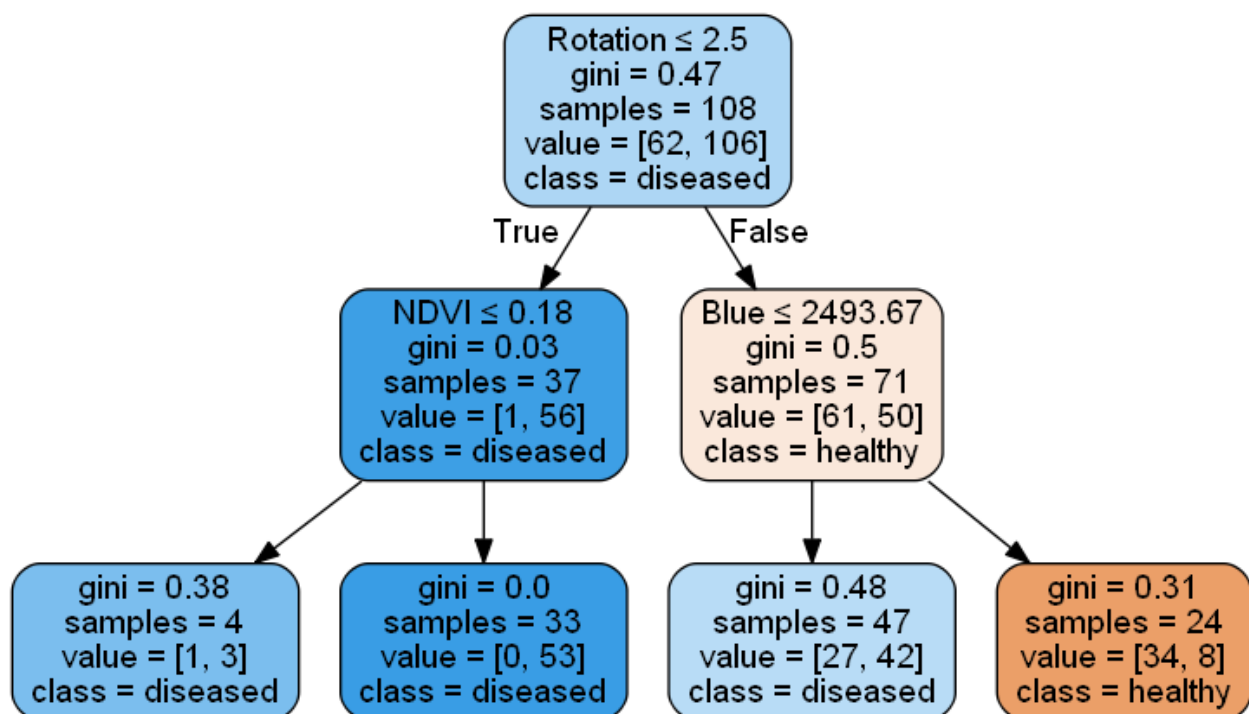 Rotation ≤ 2.5
gini = 0.47
samples = 108
value = [62, 106]
class = diseased
True
False
NDVI ≤ 0.18
gini = 0.03
samples = 37
value = [1, 56]
class = diseased
Blue ≤ 2493.67
gini = 0.5
samples = 71
value = [61, 50]
class = healthy
gini = 0.38
samples = 4
value = [1, 3]
class = diseased
gini = 0.0
samples = 33
value = [0, 53]
class = diseased
gini = 0.48
samples = 47
value = [27, 42]
class = diseased
gini = 0.31
samples = 24
value = [34, 8]
class = healthy